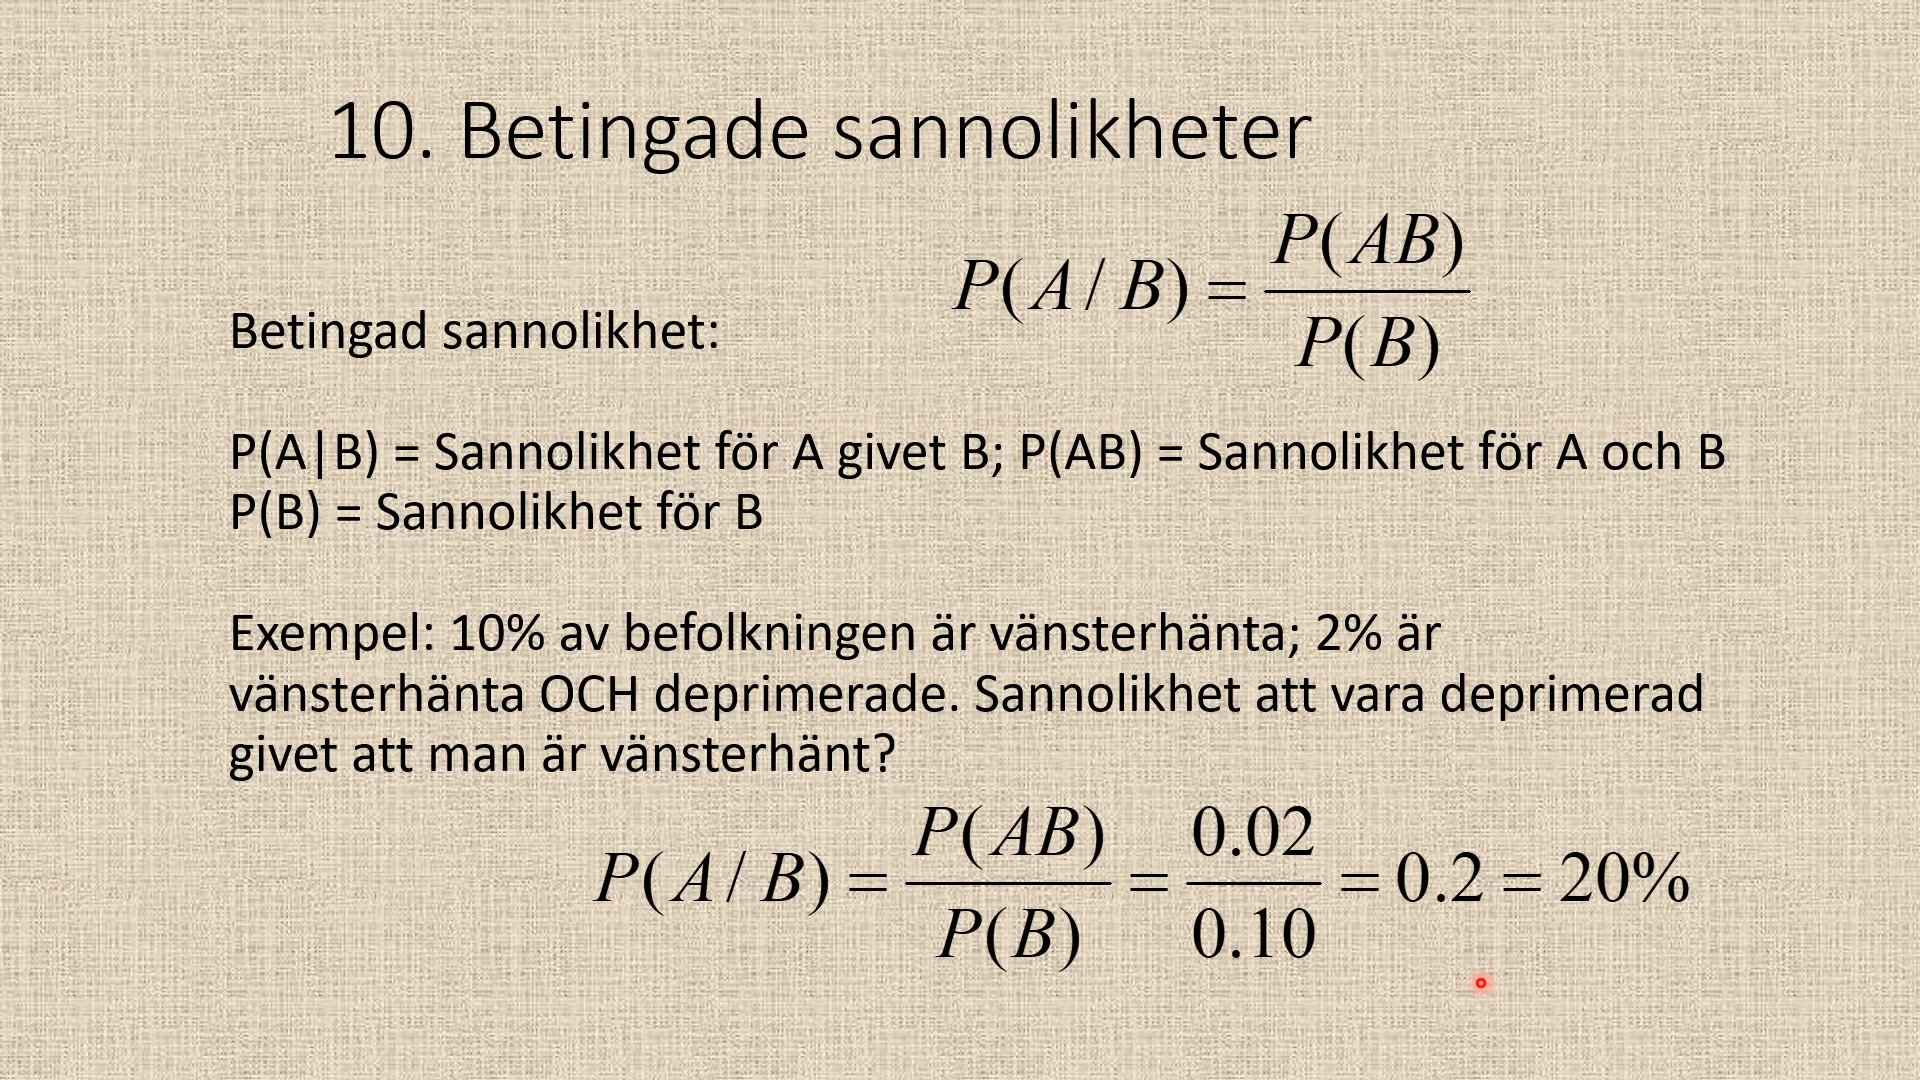 10. Betingade sannolikheter
P(A / B) = P(AB) / P(B)
Betingad sannolikhet:
P(A|B) = Sannolikhet för A givet B; P(AB) = Sannolikhet för A och B
P(B) = Sannolikhet för B
Exempel: 10% av befolkningen är vänsterhänta; 2% är
vänsterhänta OCH deprimerade. Sannolikhet att vara deprimerad
givet att man är vänsterhänt?
P(A / B) = P(AB) / P(B) = 0.02 / 0.10 = 0.2 = 20%